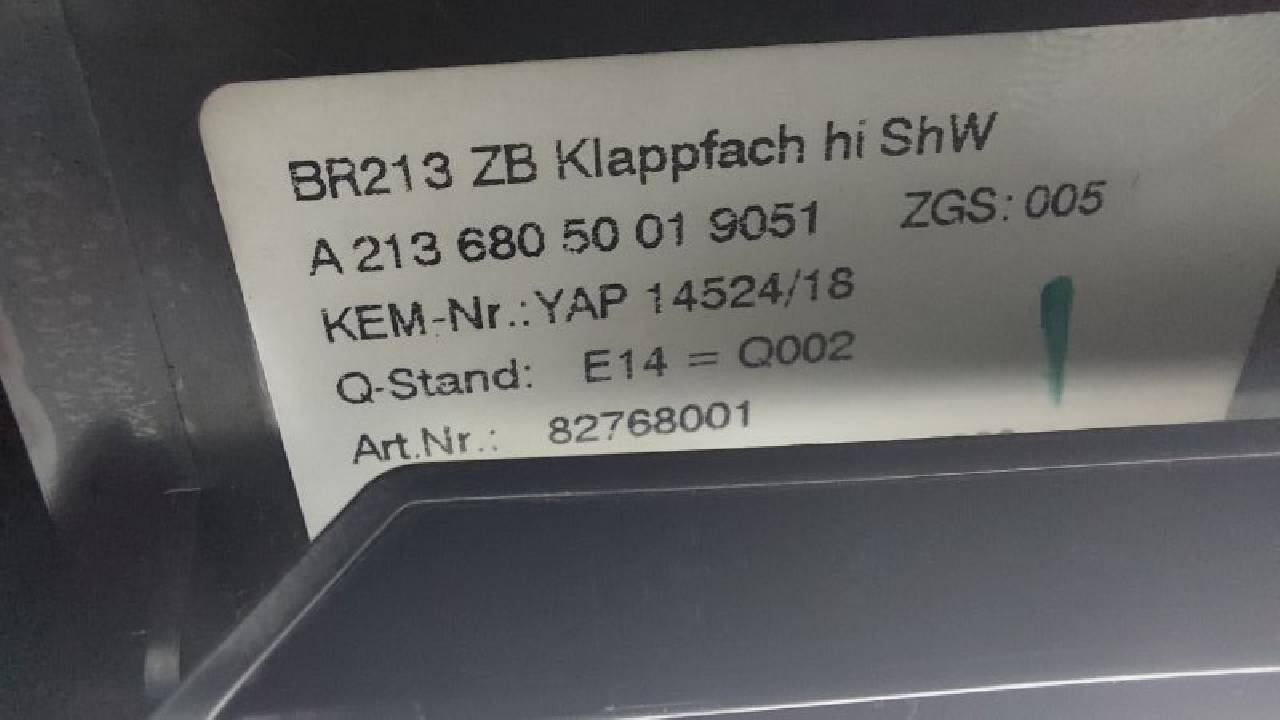 BR213 ZB Klappfach hi ShW
A 213 680 50 01 9051 ZGS: 005
KEM-Nr.: YAP 14524/18
Q-Stand: E14 = Q002
Art.Nr.: 82768001